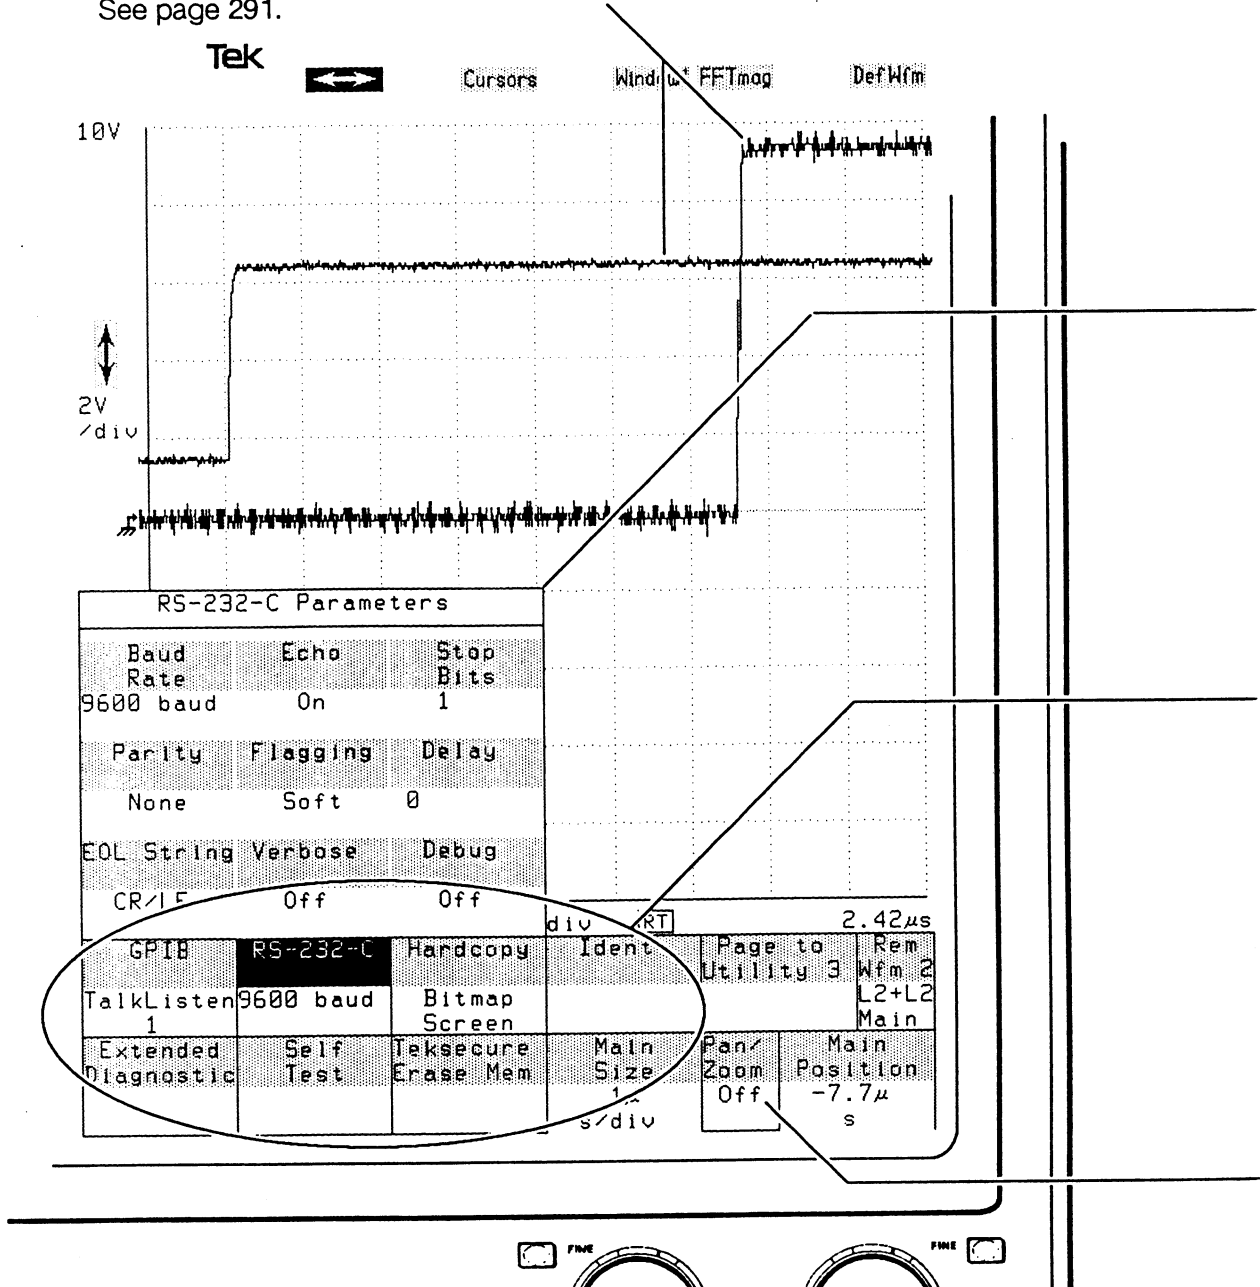 See page 291.
Tek
Cursors
FFTmag
DefWfm
10V
2V
/div
RS-232-C Parameters
Baud Rate
Echo
Stop Bits
9600 baud
On
1
Parity
Flagging
Delay
None
Soft
0
EOL String
Verbose
Debug
Off
Off
div
RT
2.42µs
GPIB
RS-232-C
Hardcopy
Ident
Page to
Utility 3
Rem
Wfm 2
TalkListen
1
9600 baud
Bitmap
Screen
L2+L2
Main
Extended
Diagnostic
Self
Test
Teksecure
Erase Mem
Main
Size
s/div
Pan/
Zoom
Off
Main
Position
-7.7µ
s
FINE
FINE